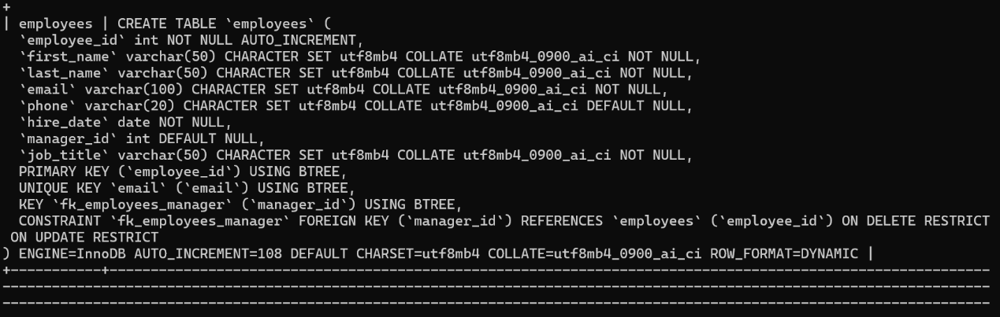 +
| employees | CREATE TABLE `employees` (
  `employee_id` int NOT NULL AUTO_INCREMENT,
  `first_name` varchar(50) CHARACTER SET utf8mb4 COLLATE utf8mb4_0900_ai_ci NOT NULL,
  `last_name` varchar(50) CHARACTER SET utf8mb4 COLLATE utf8mb4_0900_ai_ci NOT NULL,
  `email` varchar(100) CHARACTER SET utf8mb4 COLLATE utf8mb4_0900_ai_ci NOT NULL,
  `phone` varchar(20) CHARACTER SET utf8mb4 COLLATE utf8mb4_0900_ai_ci DEFAULT NULL,
  `hire_date` date NOT NULL,
  `manager_id` int DEFAULT NULL,
  `job_title` varchar(50) CHARACTER SET utf8mb4 COLLATE utf8mb4_0900_ai_ci NOT NULL,
  PRIMARY KEY (`employee_id`) USING BTREE,
  UNIQUE KEY `email` (`email`) USING BTREE,
  KEY `fk_employees_manager` (`manager_id`) USING BTREE,
  CONSTRAINT `fk_employees_manager` FOREIGN KEY (`manager_id`) REFERENCES `employees` (`employee_id`) ON DELETE RESTRICT
 ON UPDATE RESTRICT
) ENGINE=InnoDB AUTO_INCREMENT=108 DEFAULT CHARSET=utf8mb4 COLLATE=utf8mb4_0900_ai_ci ROW_FORMAT=DYNAMIC |
+-----------+----------------------------------------------------------------------------------------------------------
-----------------------------------------------------------------------------------------------------------------------
-----------------------------------------------------------------------------------------------------------------------